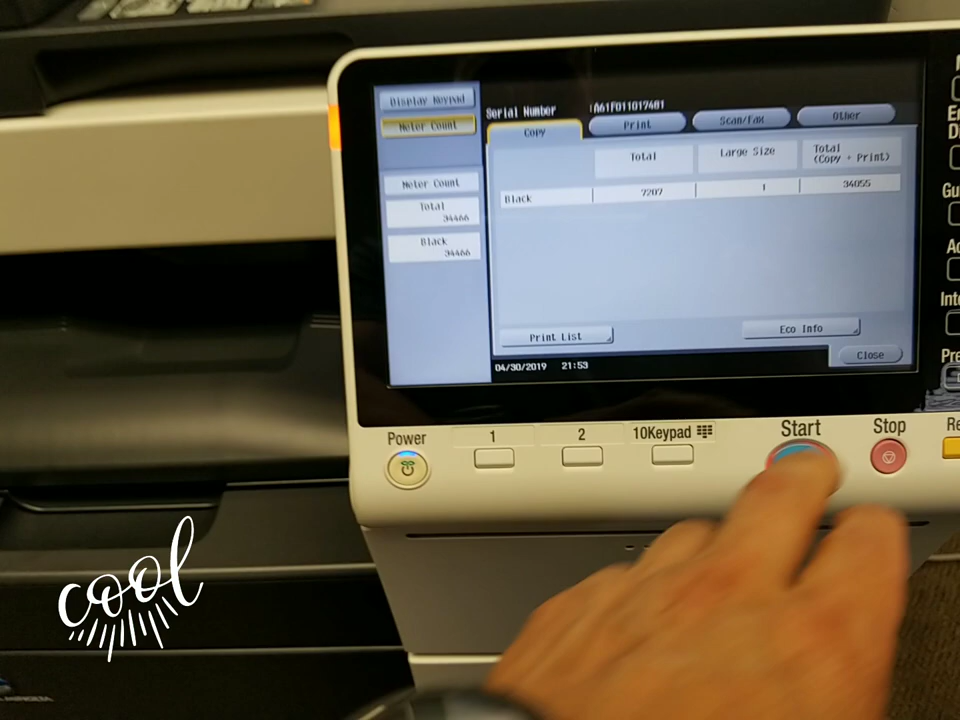 Display Keypad
Meter Count
Meter Count
Total
34466
Black
34466
Serial Number :A61F011017401
Copy
Print
Scan/Fax
Other
Total
Large Size
Total
(Copy + Print)
Black 7207 1 34055
Print List
Eco Info
Close
04/30/2019 21:53
Power
1
2
10Keypad
Start
Stop
cool